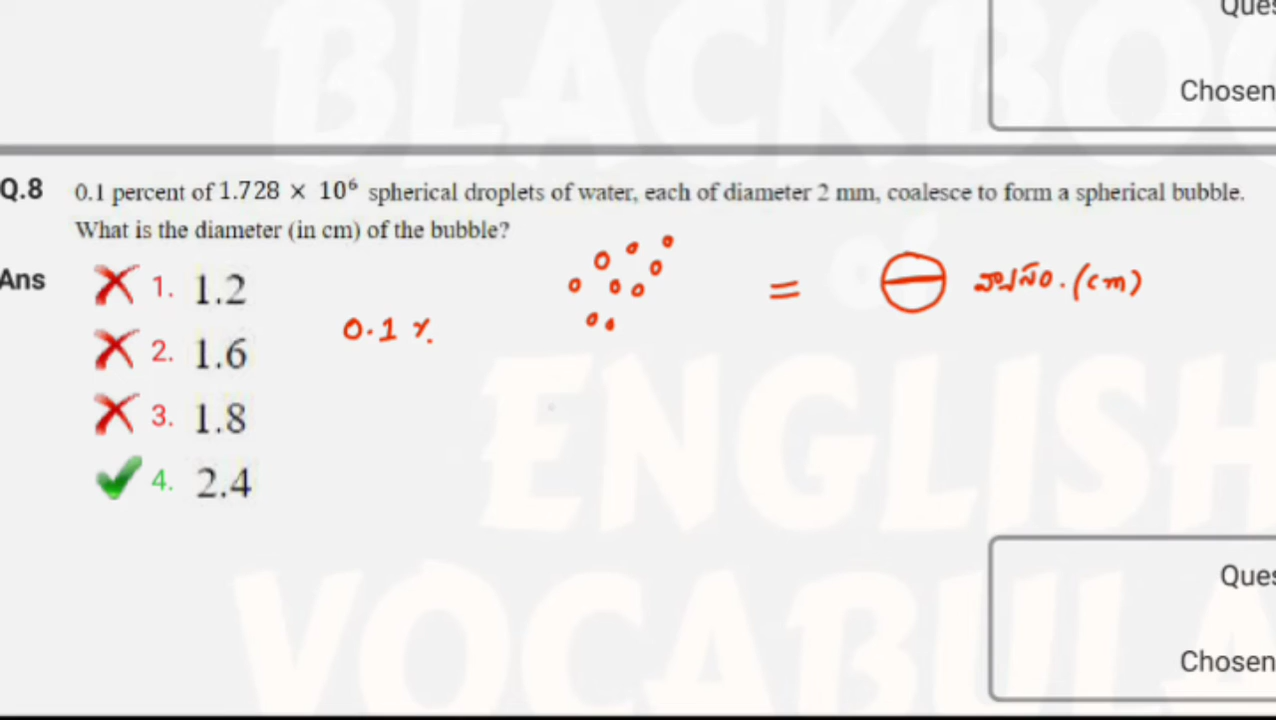 BLACKBOO
Ques
Chosen
Q.8 0.1 percent of 1.728 × 10⁶ spherical droplets of water, each of diameter 2 mm, coalesce to form a spherical bubble.
What is the diameter (in cm) of the bubble?
of
Ans 1. 1.2
2. 1.6
3. 1.8
4. 2.4
0.1 %
= వ్యాసం. (cm)
ENGLISH
VOCABULA
Ques
Chosen